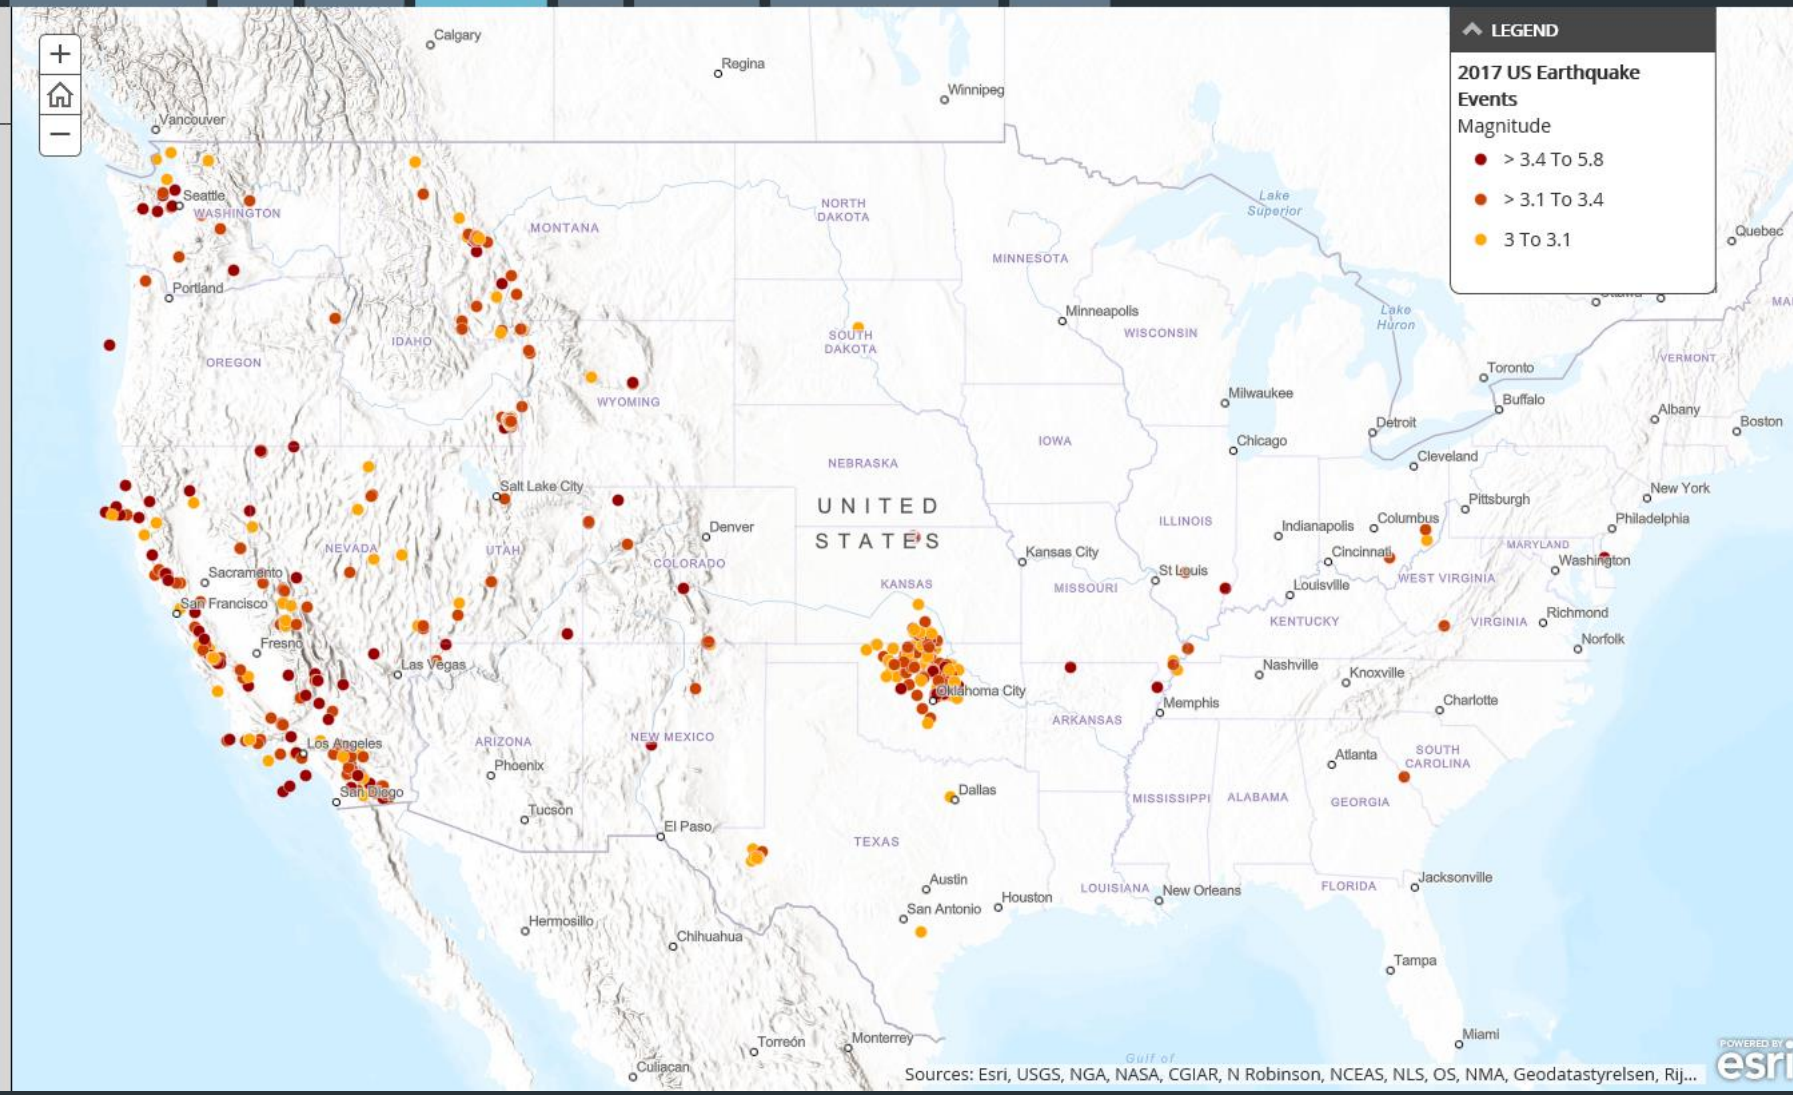 +
−
LEGEND
2017 US Earthquake
Events
Magnitude
> 3.4 To 5.8
> 3.1 To 3.4
3 To 3.1
Calgary
Regina
Winnipeg
Vancouver
Seattle
WASHINGTON
MONTANA
NORTH
DAKOTA
MINNESOTA
Lake
Superior
Quebec
Portland
Minneapolis
Ottawa
Lake
Huron
MA
SOUTH
DAKOTA
WISCONSIN
IDAHO
OREGON
VERMONT
Toronto
WYOMING
Milwaukee
Buffalo
Albany
Boston
Detroit
IOWA
Chicago
Cleveland
NEBRASKA
Salt Lake City
New York
UNITED
STATES
Pittsburgh
Denver
ILLINOIS
Indianapolis
Columbus
Philadelphia
NEVADA
UTAH
COLORADO
Kansas City
Cincinnati
MARYLAND
Washington
Sacramento
KANSAS
MISSOURI
St Louis
Louisville
WEST VIRGINIA
San Francisco
KENTUCKY
VIRGINIA
Richmond
Norfolk
Fresno
Las Vegas
Nashville
Knoxville
Oklahoma City
Memphis
Charlotte
ARKANSAS
Los Angeles
ARIZONA
NEW MEXICO
Phoenix
Atlanta
SOUTH
CAROLINA
San Diego
Dallas
MISSISSIPPI
ALABAMA
GEORGIA
Tucson
El Paso
TEXAS
Austin
LOUISIANA
New Orleans
FLORIDA
Jacksonville
San Antonio
Houston
Hermosillo
Chihuahua
Tampa
Torreón
Monterrey
Miami
Culiacan
Gulf of
Sources: Esri, USGS, NGA, NASA, CGIAR, N Robinson, NCEAS, NLS, OS, NMA, Geodatastyrelsen, Rij...
POWERED BY
esri